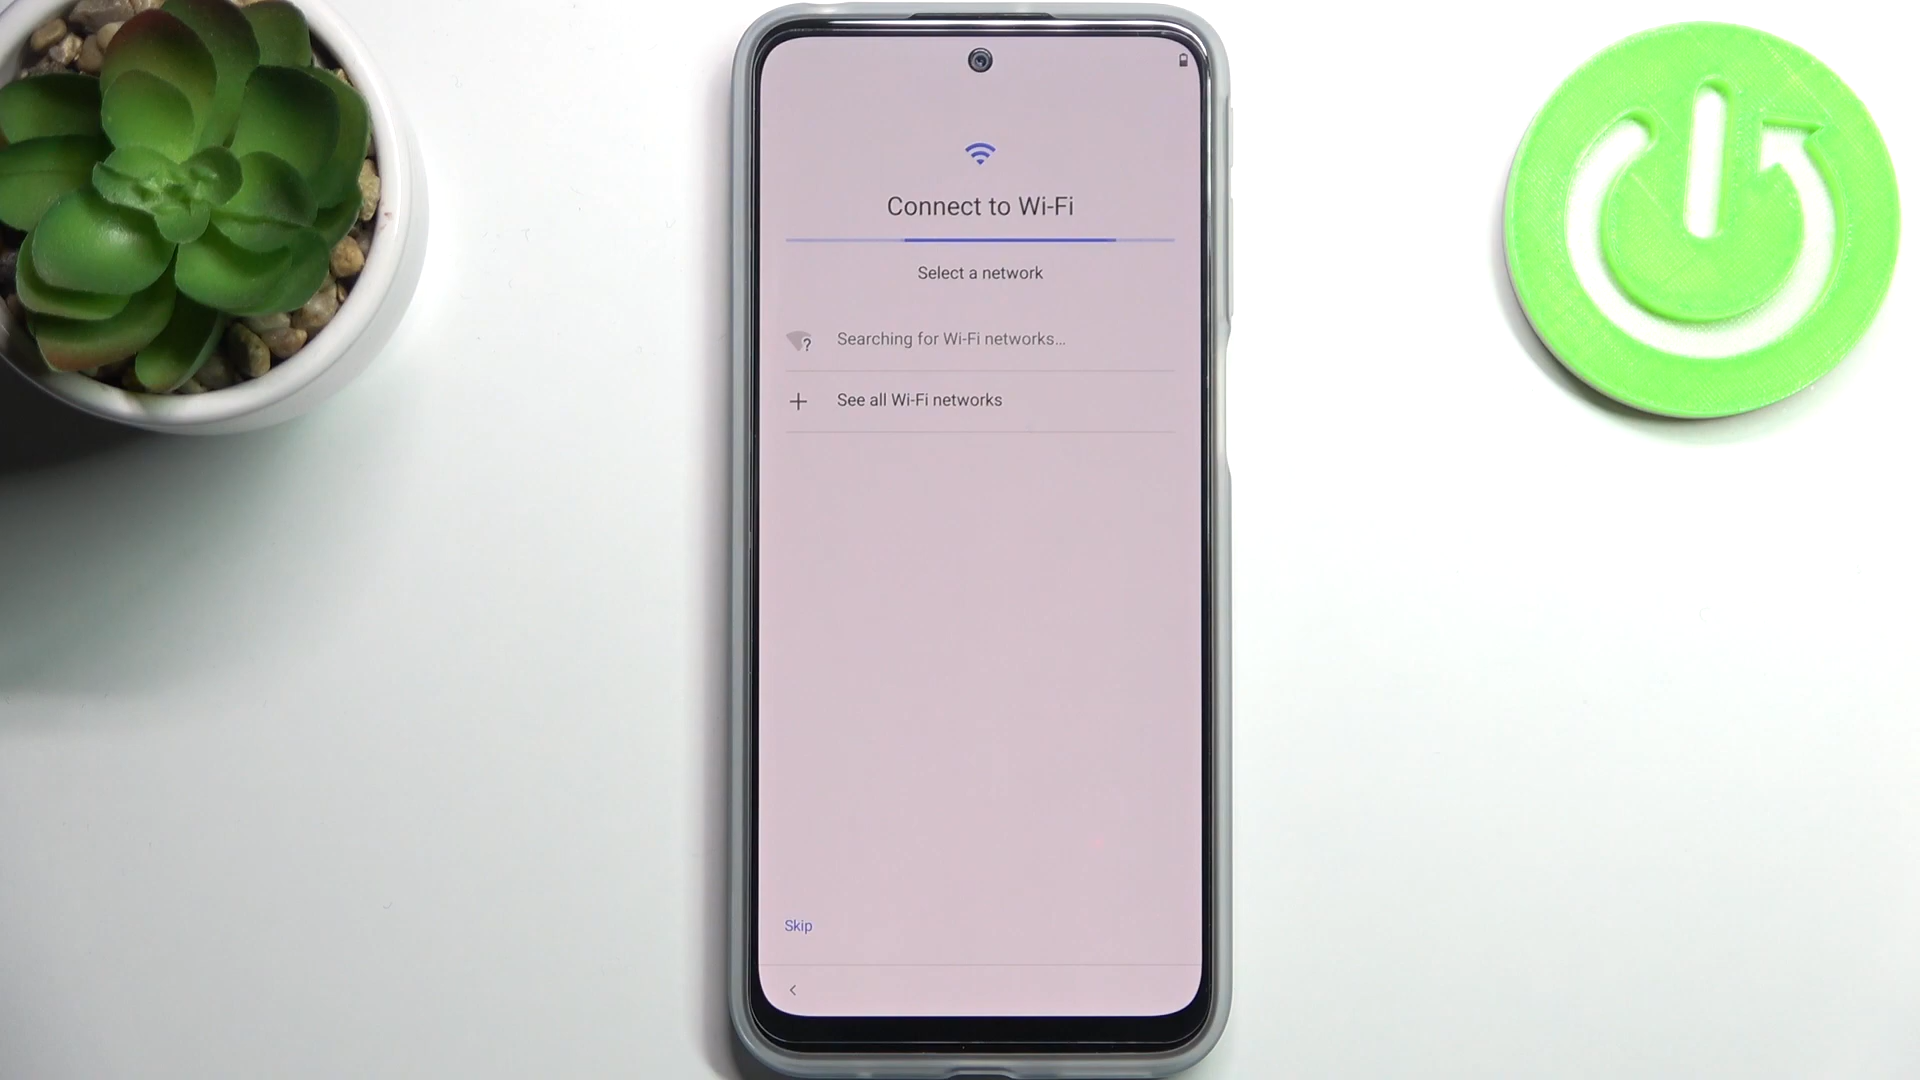 Connect to Wi-Fi
Select a network
Searching for Wi-Fi networks...
See all Wi-Fi networks
Skip